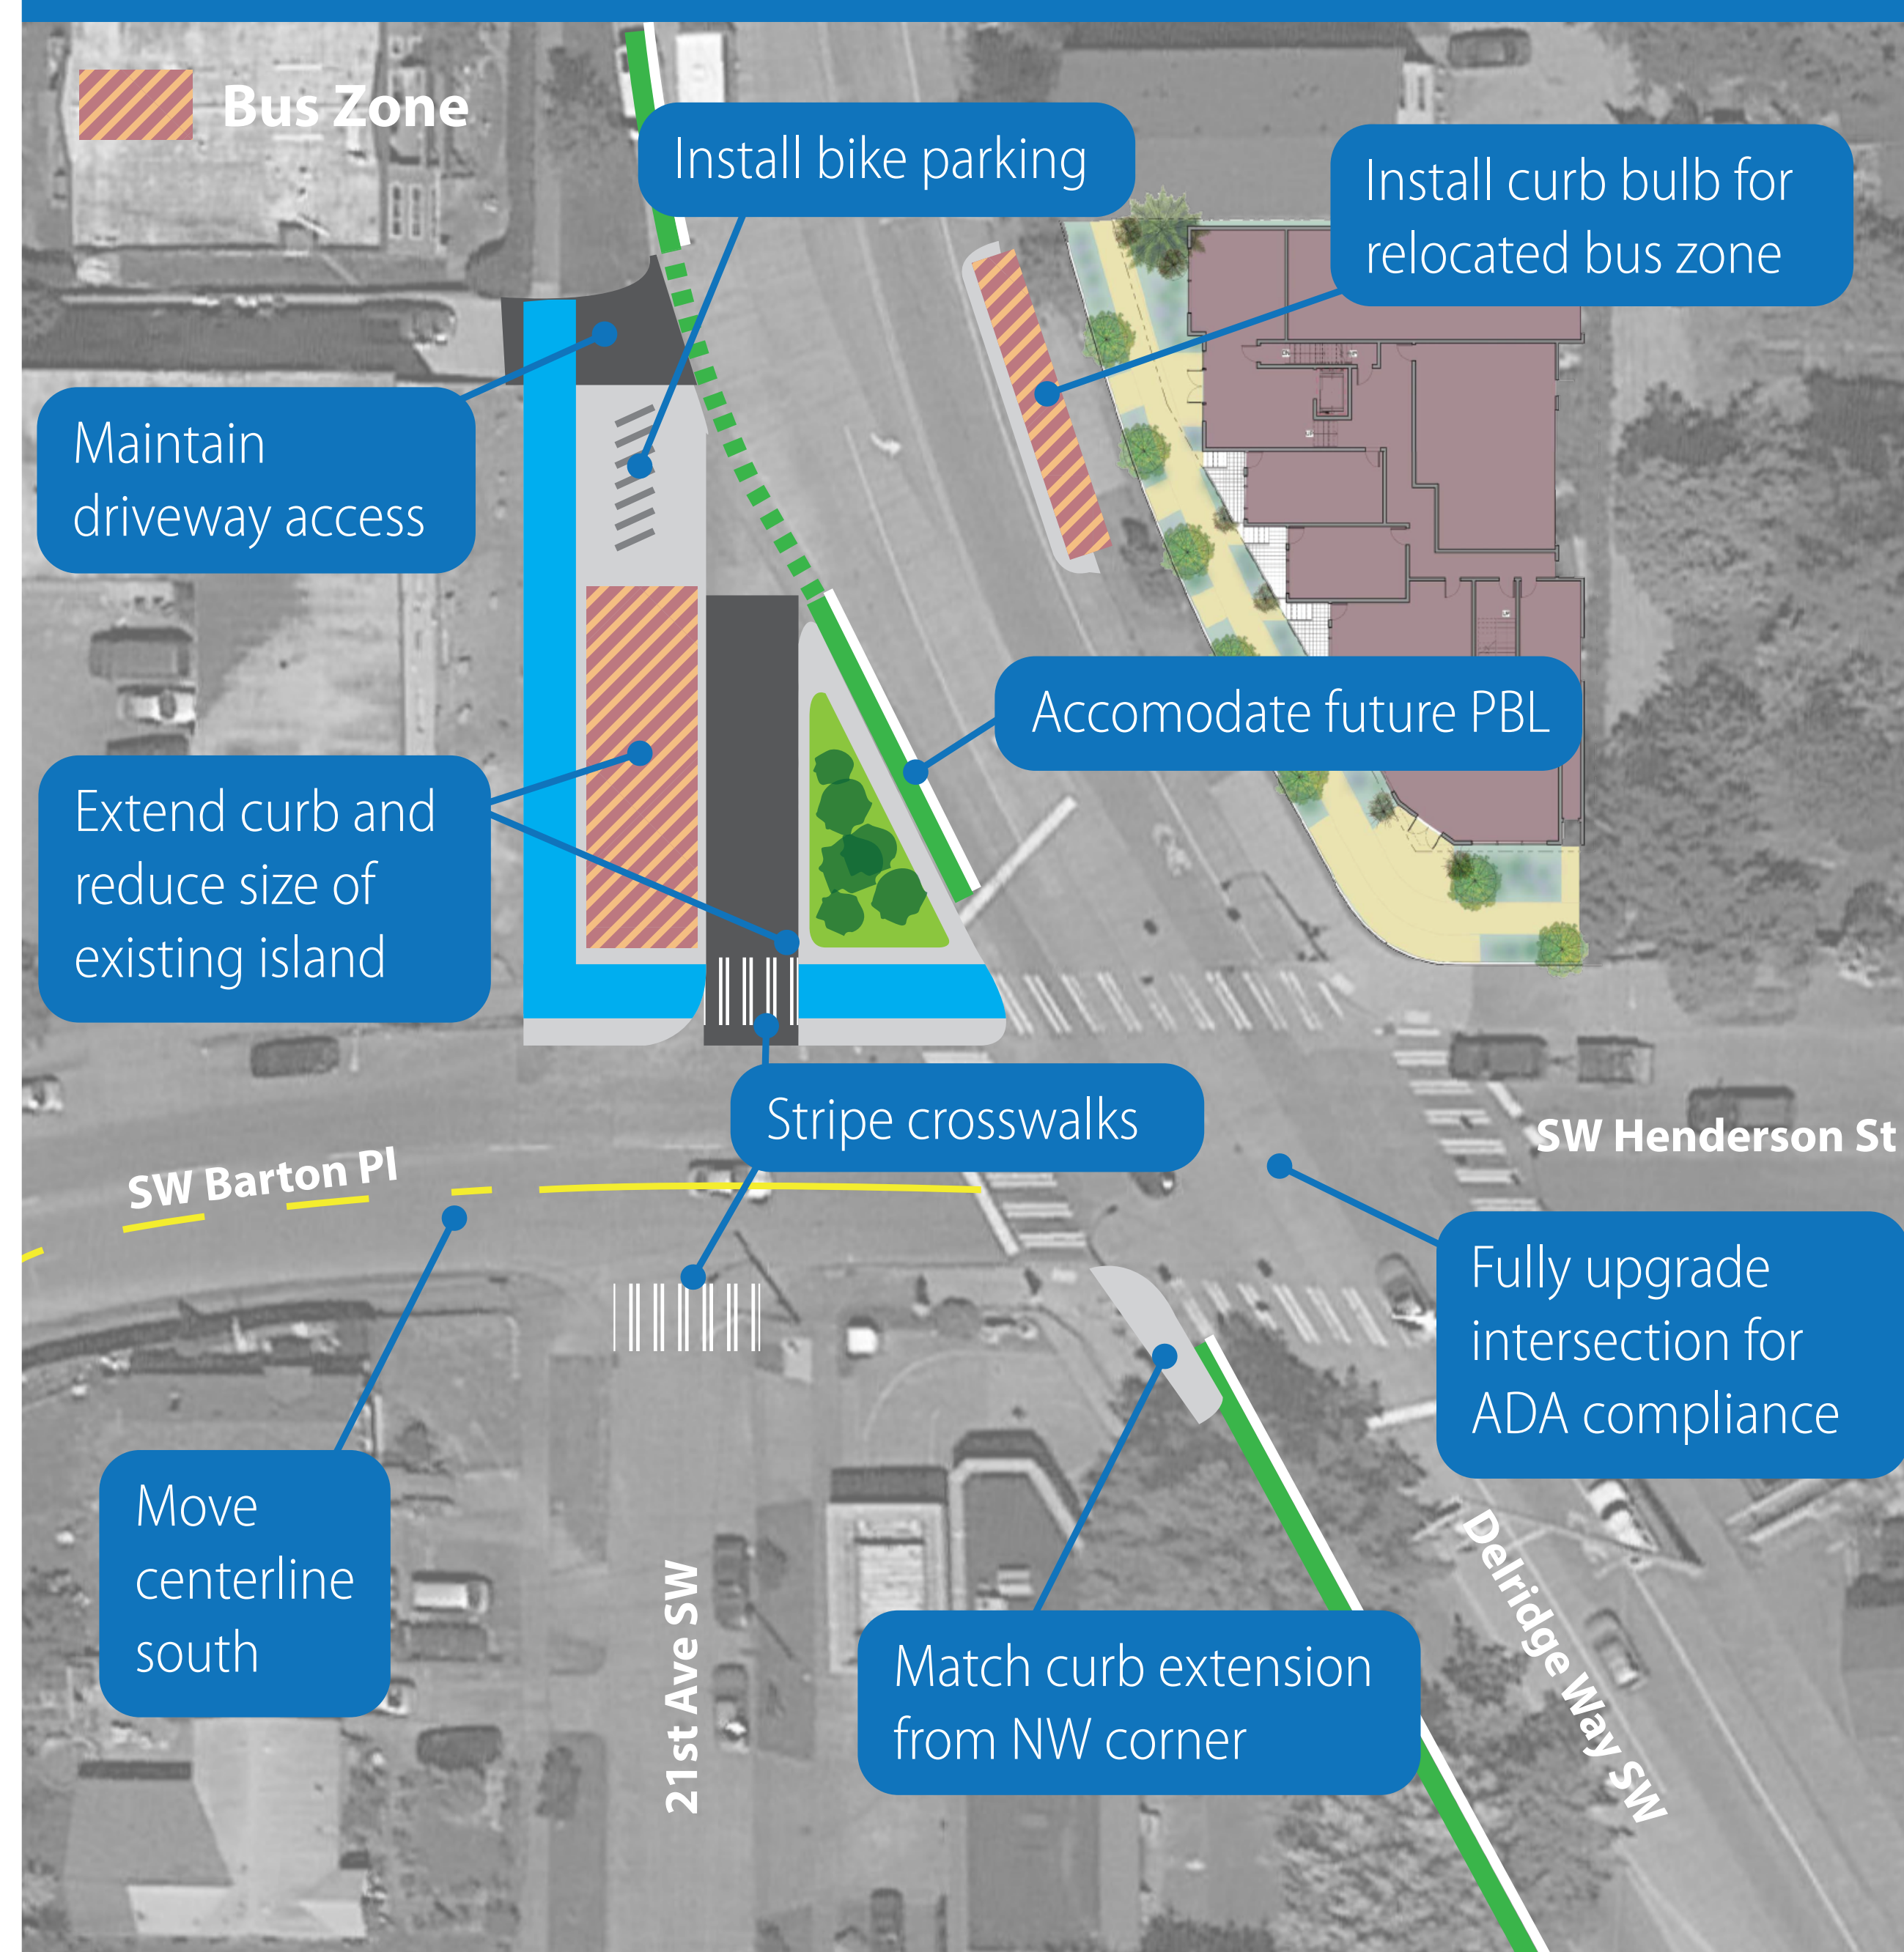 Bus Zone
Install bike parking
Install curb bulb for
relocated bus zone
Maintain
driveway access
Accomodate future PBL
Extend curb and
reduce size of
existing island
Stripe crosswalks
SW Henderson St
SW Barton Pl
Fully upgrade
intersection for
ADA compliance
Move
centerline
south
21st Ave SW
Delridge Way SW
Match curb extension
from NW corner